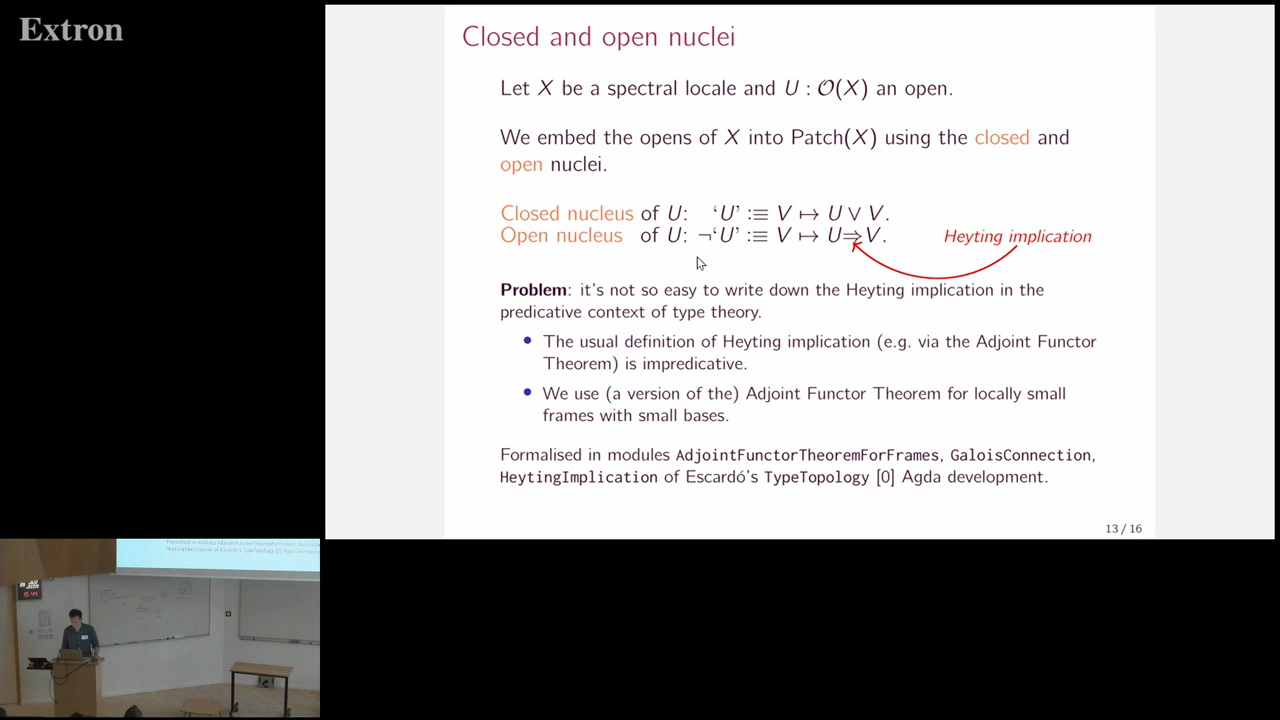 Extron
Closed and open nuclei
Let X be a spectral locale and U : 𝒪(X) an open.
We embed the opens of X into Patch(X) using the closed and
open nuclei.
Closed nucleus of U: ‘U’ :≡ V ↦ U ∨ V.
Open nucleus of U: ¬‘U’ :≡ V ↦ U⇒V. Heyting implication
Problem: it's not so easy to write down the Heyting implication in the
predicative context of type theory.
• The usual definition of Heyting implication (e.g. via the Adjoint Functor
Theorem) is impredicative.
• We use (a version of the) Adjoint Functor Theorem for locally small
frames with small bases.
Formalised in modules AdjointFunctorTheoremForFrames, GaloisConnection,
HeytingImplication of Escardó's TypeTopology [0] Agda development.
13 / 16
15:44